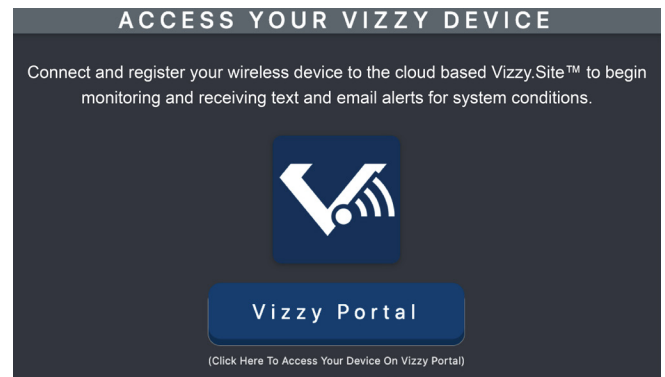 ACCESS YOUR VIZZY DEVICE
Connect and register your wireless device to the cloud based Vizzy.Site™ to begin
monitoring and receiving text and email alerts for system conditions.
Vizzy Portal
(Click Here To Access Your Device On Vizzy Portal)